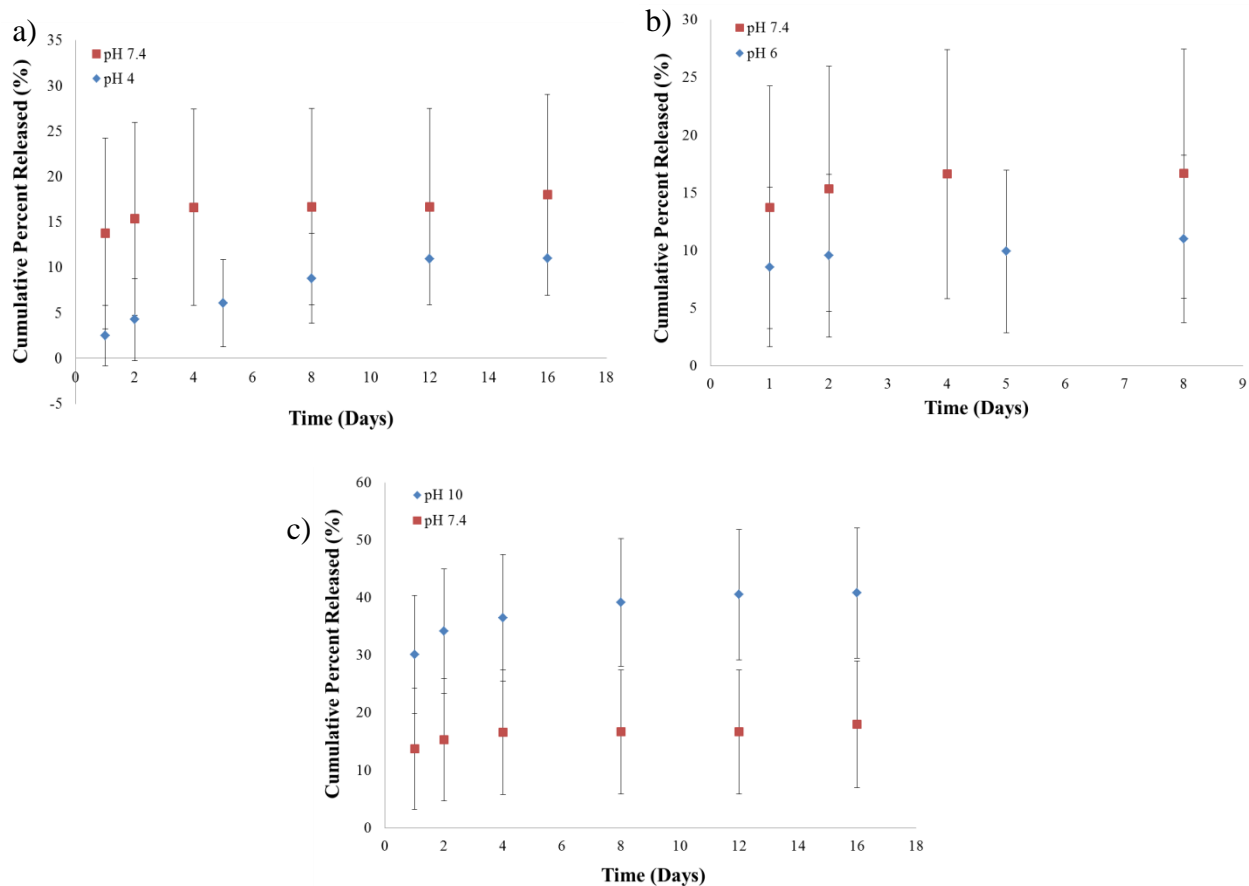 a)
35
30
25
20
15
10
5
0
-5
pH 7.4
pH 4
Cumulative Percent Released (%)
0 2 4 6 8 10 12 14 16 18
Time (Days)
b)
30
25
20
15
10
5
0
pH 7.4
pH 6
Cumulative Percent Released (%)
0 1 2 3 4 5 6 7 8 9
Time (Days)
c)
60
50
40
30
20
10
0
pH 10
pH 7.4
Cumulative Percent Released (%)
0 2 4 6 8 10 12 14 16 18
Time (Days)